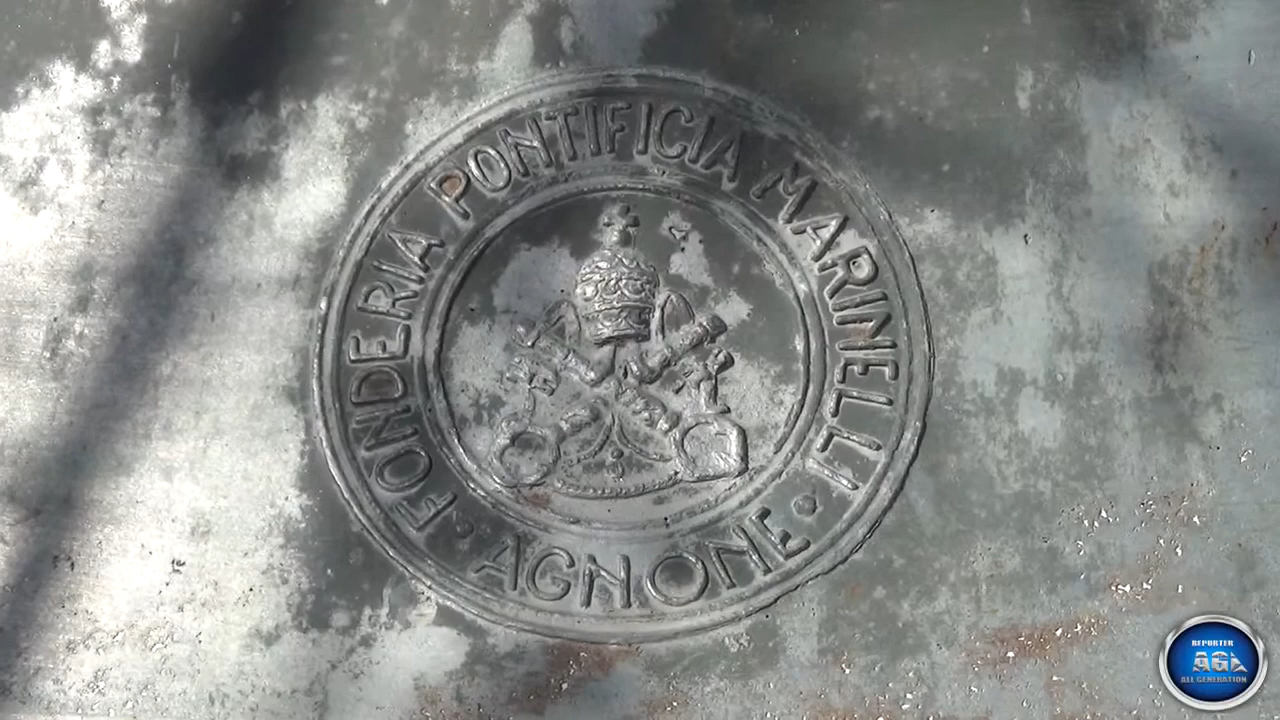 FONDERIA PONTIFICIA MARINELLI
· AGNONE ·
REPORTER
AGL
ALL GENERATION